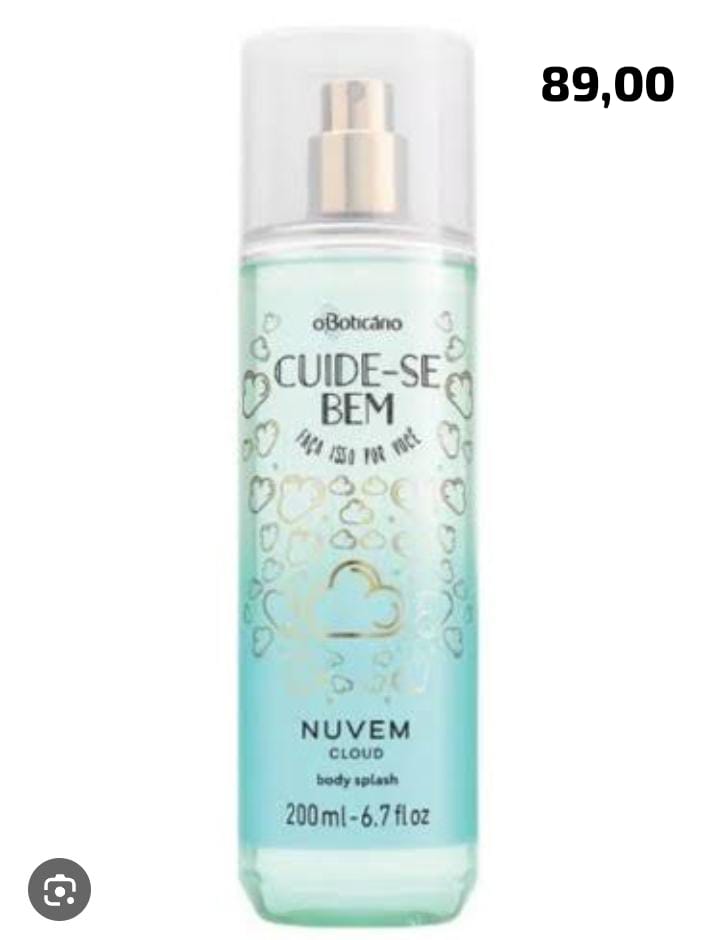 89,00
oBoticário
CUIDE-SE
BEM
FAÇA ISSO POR VOCÊ
NUVEM
CLOUD
body splash
200ml-6.7 fl oz